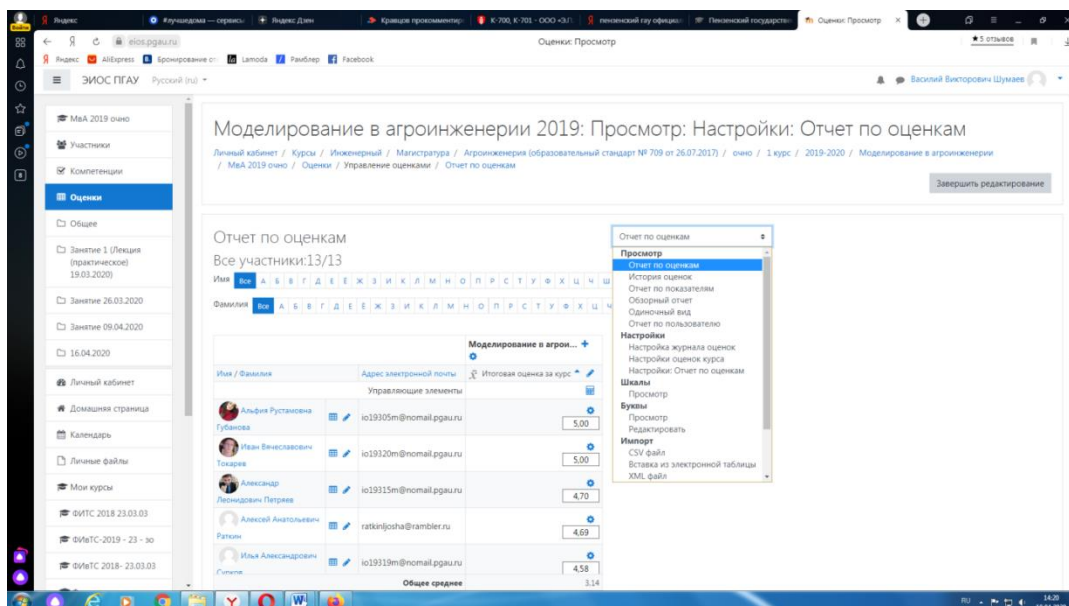 Яндекс
#лучшедома — сервисы
Яндекс Дзен
Кравцов прокомментир
К-700, К-701 - ООО
пензенский гау официал
Пензенский государстве
Оценки: Просмотр
eios.pgau.ru
Оценки: Просмотр
★ 5 отзывов
Яндекс
AliExpress
Бронирование
Lamoda
Рамблер
Facebook
ЭИОС ПГАУ
Русский (ru)
Василий Викторович Шумаев
МвА 2019 очно
Участники
Компетенции
Оценки
Общее
Занятие 1 (Лекция
(практическое)
19.03.2020)
Занятие 26.03.2020
Занятие 09.04.2020
16.04.2020
Личный кабинет
Домашняя страница
Календарь
Личные файлы
Мои курсы
ФИТС 2018 23.03.03
ФИвТС-2019 - 23 - зо
ФИвТС 2018- 23.03.03
Моделирование в агроинженерии 2019: Просмотр: Настройки: Отчет по оценкам
Личный кабинет / Курсы / Инженерный / Магистратура / Агроинженерия (образовательный стандарт № 709 от 26.07.2017) / очно / 1 курс / 2019-2020 / Моделирование в агроинженерии
/ МвА 2019 очно / Оценки / Управление оценками / Отчет по оценкам
Завершить редактирование
Отчет по оценкам
Все участники:13/13
Имя Все А Б В Г Д Е Ё Ж З И К Л М Н О П Р С Т У Ф Х Ц Ч Ш
Фамилия Все А Б В Г Д Е Ё Ж З И К Л М Н О П Р С Т У Ф Х Ц Ч
Моделирование в агрои...
Имя / Фамилия
Адрес электронной почты
Итоговая оценка за курс
Управляющие элементы
Альфия Рустамовна
Губанова
io19305m@nomail.pgau.ru
5,00
Иван Вячеславович
Токарев
io19320m@nomail.pgau.ru
5,00
Александр
Леонидович Петряев
io19315m@nomail.pgau.ru
4,70
Алексей Анатольевич
Раткин
ratkinljosha@rambler.ru
4,69
Илья Александрович
io19319m@nomail.pgau.ru
4,58
Общее среднее
3,14
Отчет по оценкам
Просмотр
Отчет по оценкам
История оценок
Отчет по показателям
Обзорный отчет
Одиночный вид
Отчет по пользователю
Настройки
Настройка журнала оценок
Настройки оценок курса
Настройки: Отчет по оценкам
Шкалы
Просмотр
Буквы
Просмотр
Редактировать
Импорт
CSV файл
Вставка из электронной таблицы
XML файл
RU
14:20